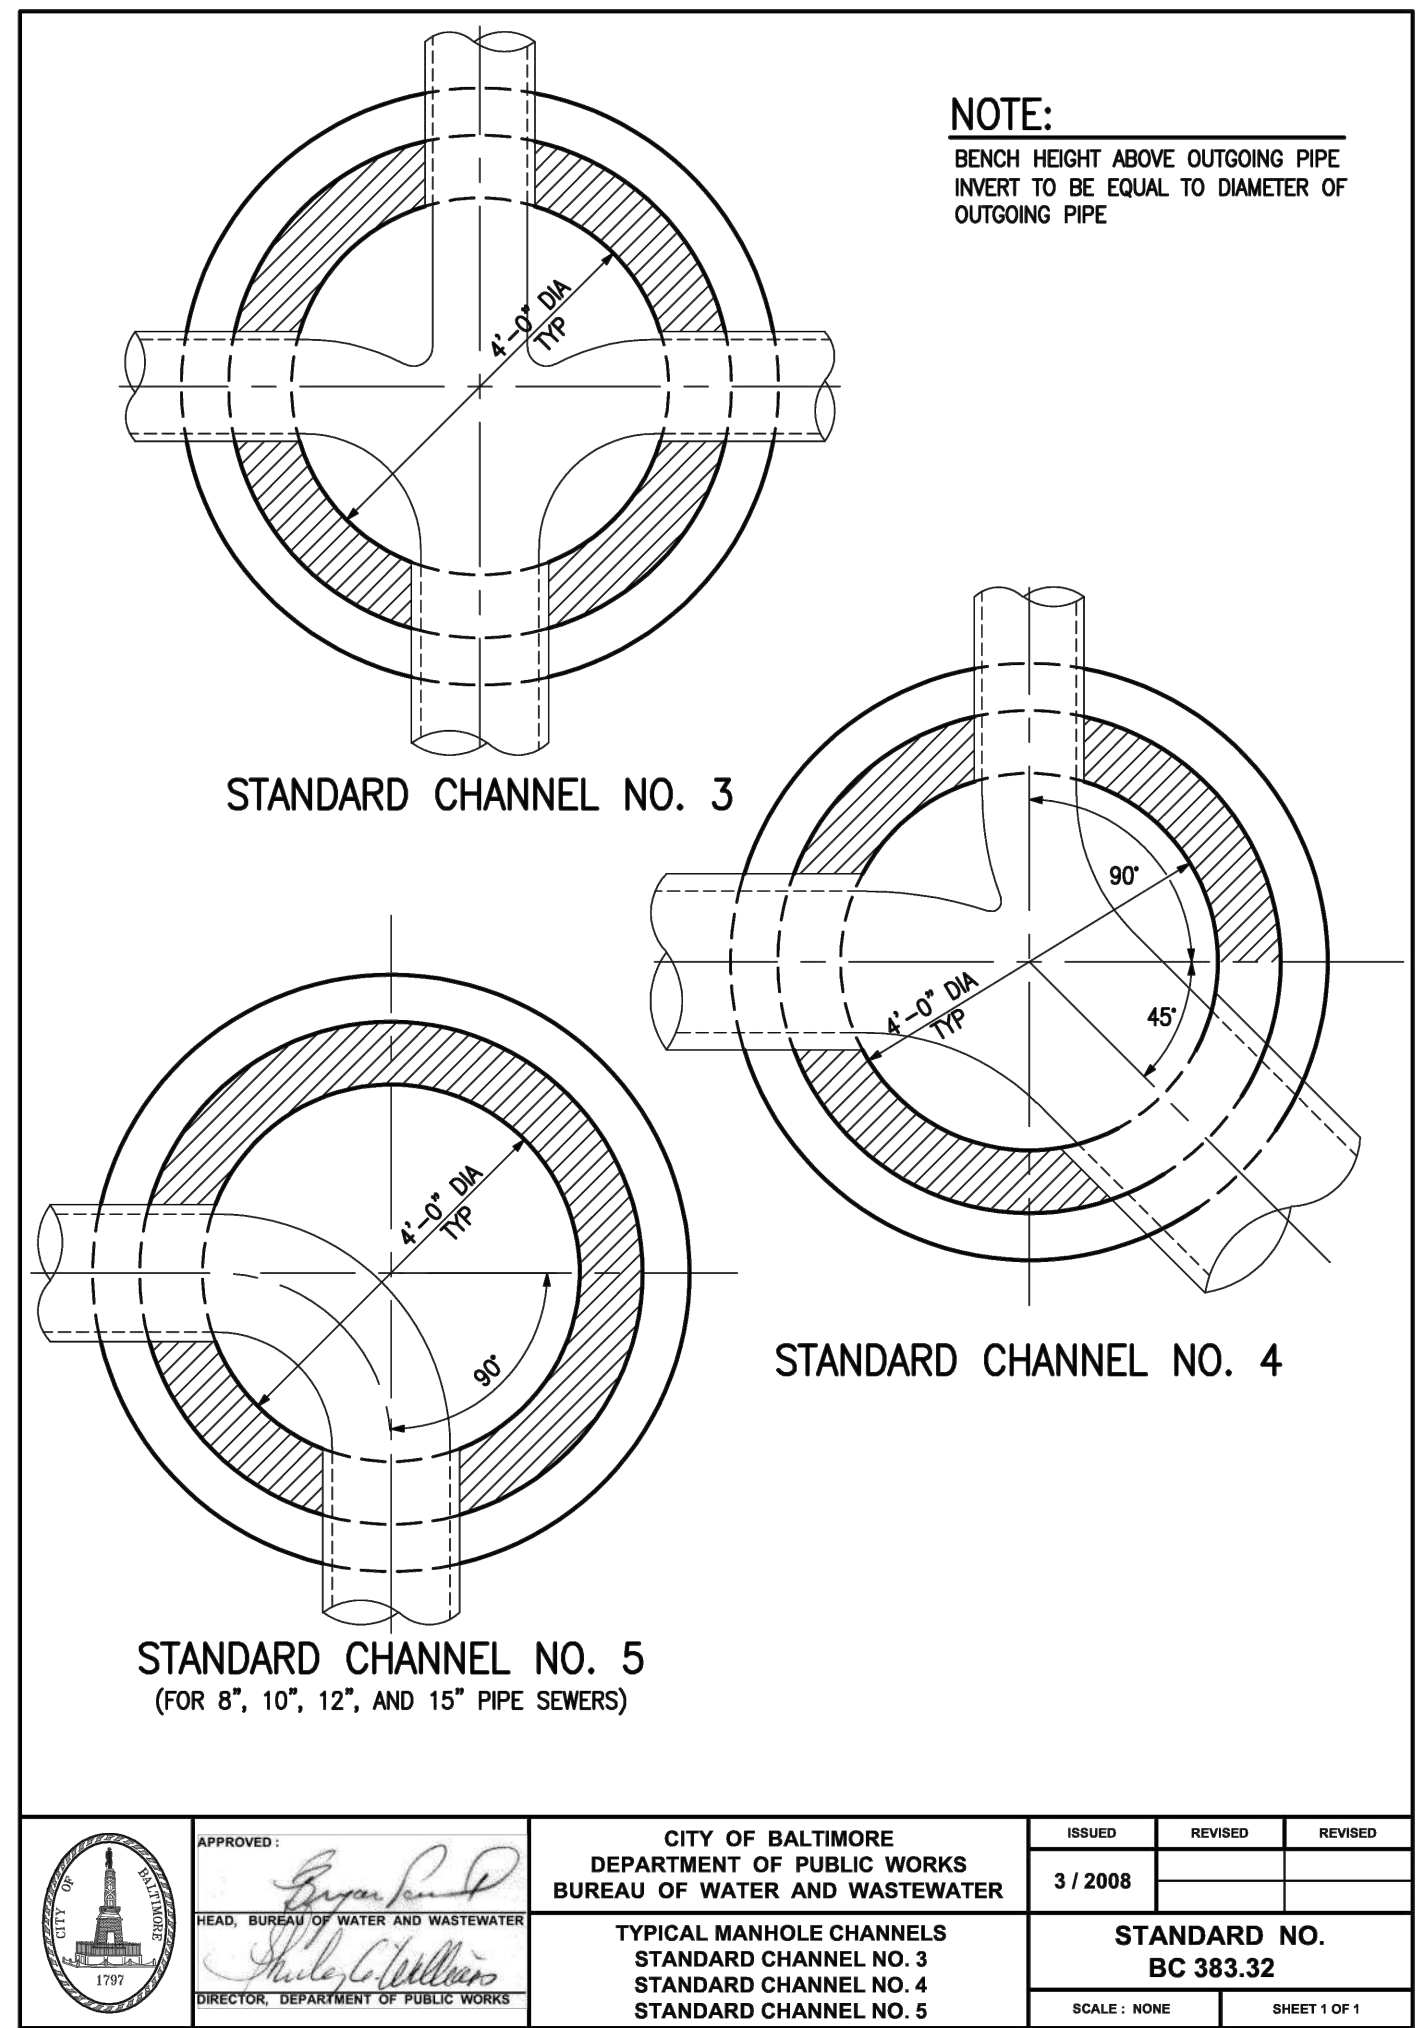 NOTE:
BENCH HEIGHT ABOVE OUTGOING PIPE
INVERT TO BE EQUAL TO DIAMETER OF
OUTGOING PIPE
4'-0" DIA
TYP
STANDARD CHANNEL NO. 3
90°
45°
4'-0" DIA
TYP
STANDARD CHANNEL NO. 4
4'-0" DIA
TYP
90°
STANDARD CHANNEL NO. 5
(FOR 8", 10", 12", AND 15" PIPE SEWERS)
CITY OF BALTIMORE
1797
APPROVED :
HEAD, BUREAU OF WATER AND WASTEWATER
DIRECTOR, DEPARTMENT OF PUBLIC WORKS
CITY OF BALTIMORE
DEPARTMENT OF PUBLIC WORKS
BUREAU OF WATER AND WASTEWATER
TYPICAL MANHOLE CHANNELS
STANDARD CHANNEL NO. 3
STANDARD CHANNEL NO. 4
STANDARD CHANNEL NO. 5
ISSUED
REVISED
REVISED
3 / 2008
STANDARD NO.
BC 383.32
SCALE : NONE
SHEET 1 OF 1